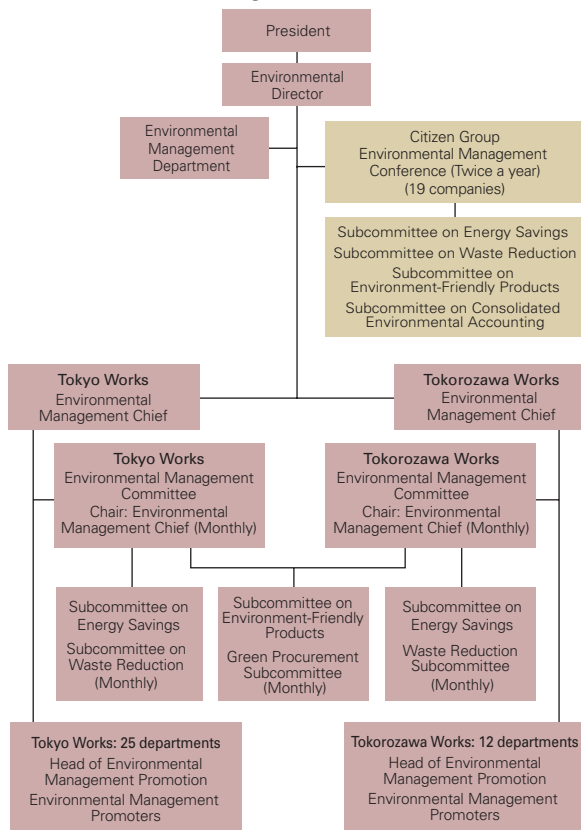 President
Environmental
Director
Environmental
Management
Department
Citizen Group
Environmental Management
Conference (Twice a year)
(19 companies)
Subcommittee on Energy Savings
Subcommittee on Waste Reduction
Subcommittee on
Environment-Friendly Products
Subcommittee on Consolidated
Environmental Accounting
Tokyo Works
Environmental
Management Chief
Tokorozawa Works
Environmental
Management Chief
Tokyo Works
Environmental Management
Committee
Chair: Environmental
Management Chief (Monthly)
Tokorozawa Works
Environmental Management
Committee
Chair: Environmental
Management Chief (Monthly)
Subcommittee on
Energy Savings
Subcommittee on
Waste Reduction
(Monthly)
Subcommittee on
Environment-Friendly
Products
Green Procurement
Subcommittee
(Monthly)
Subcommittee on
Energy Savings
Waste Reduction
Subcommittee
(Monthly)
Tokyo Works: 25 departments
Head of Environmental
Management Promotion
Environmental Management
Promoters
Tokorozawa Works: 12 departments
Head of Environmental
Management Promotion
Environmental Management
Promoters